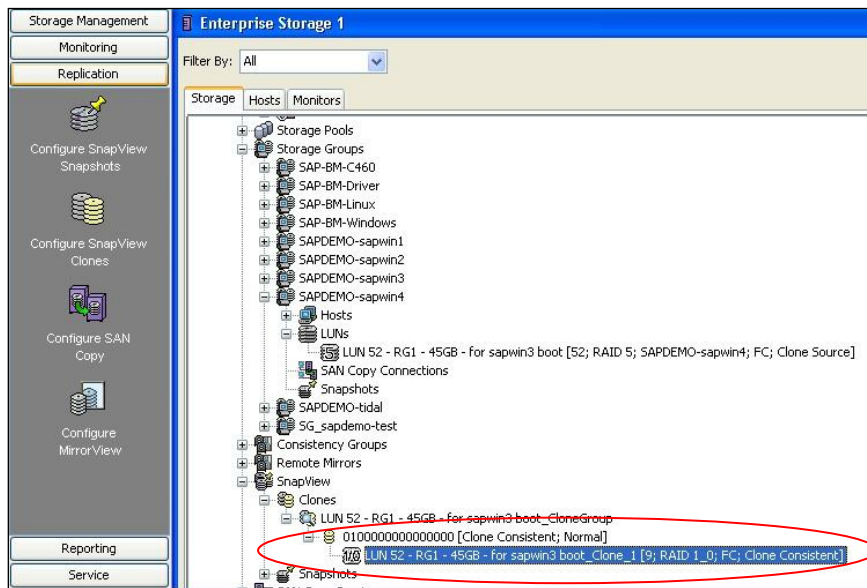 Storage Management
Monitoring
Replication
Configure SnapView
Snapshots
Configure SnapView
Clones
Configure SAN
Copy
Configure
MirrorView
Reporting
Service
Enterprise Storage 1
Filter By: All
Storage Hosts Monitors
Storage Pools
Storage Groups
SAP-BM-C460
SAP-BM-Driver
SAP-BM-Linux
SAP-BM-Windows
SAPDEMO-sapwin1
SAPDEMO-sapwin2
SAPDEMO-sapwin3
SAPDEMO-sapwin4
Hosts
LUNs
LUN 52 - RG1 - 45GB - for sapwin3 boot [52; RAID 5; SAPDEMO-sapwin4; FC; Clone Source]
SAN Copy Connections
Snapshots
SAPDEMO-tidal
SG_sapdemo-test
Consistency Groups
Remote Mirrors
SnapView
Clones
LUN 52 - RG1 - 45GB - for sapwin3 boot_CloneGroup
0100000000000000 [Clone Consistent; Normal]
LUN 52 - RG1 - 45GB - for sapwin3 boot_Clone_1 [9; RAID 1_0; FC; Clone Consistent]
Snapshots